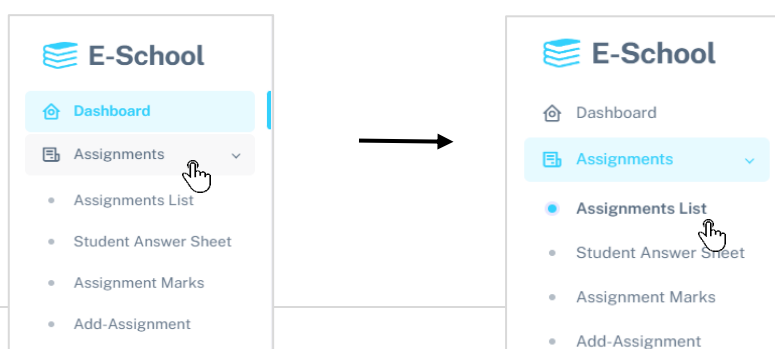 E-School
Dashboard
Assignments
Assignments List
Student Answer Sheet
Assignment Marks
Add-Assignment
E-School
Dashboard
Assignments
Assignments List
Student Answer Sheet
Assignment Marks
Add-Assignment